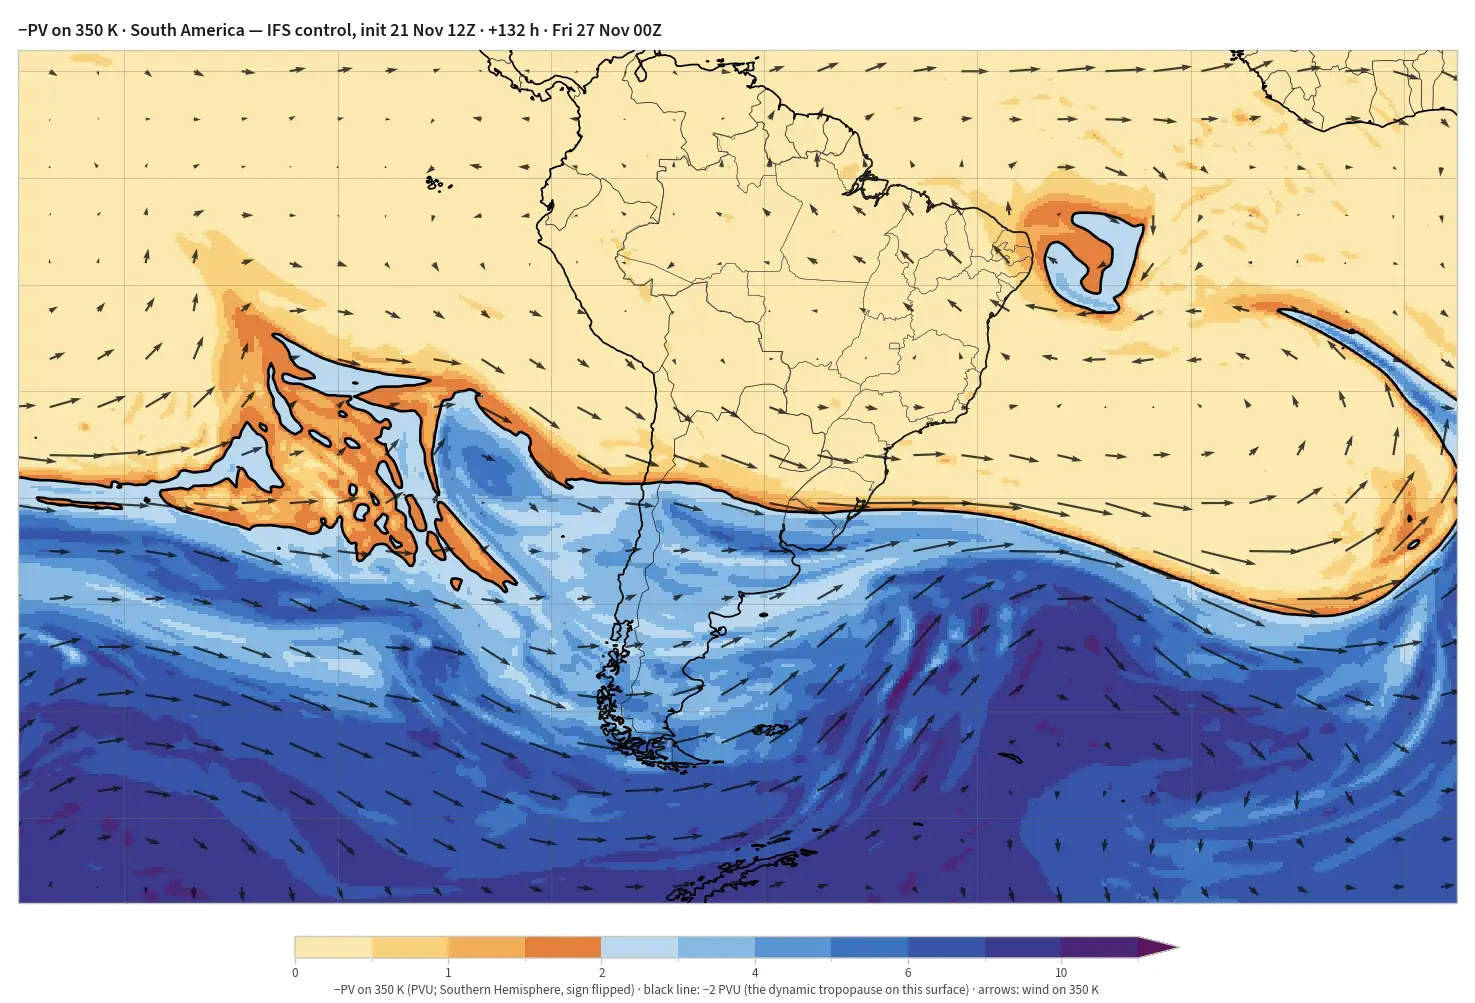 −PV on 350 K · South America — IFS control, init 21 Nov 12Z · +132 h · Fri 27 Nov 00Z
0 1 2 4 6 10
−PV on 350 K (PVU; Southern Hemisphere, sign flipped) · black line: −2 PVU (the dynamic tropopause on this surface) · arrows: wind on 350 K